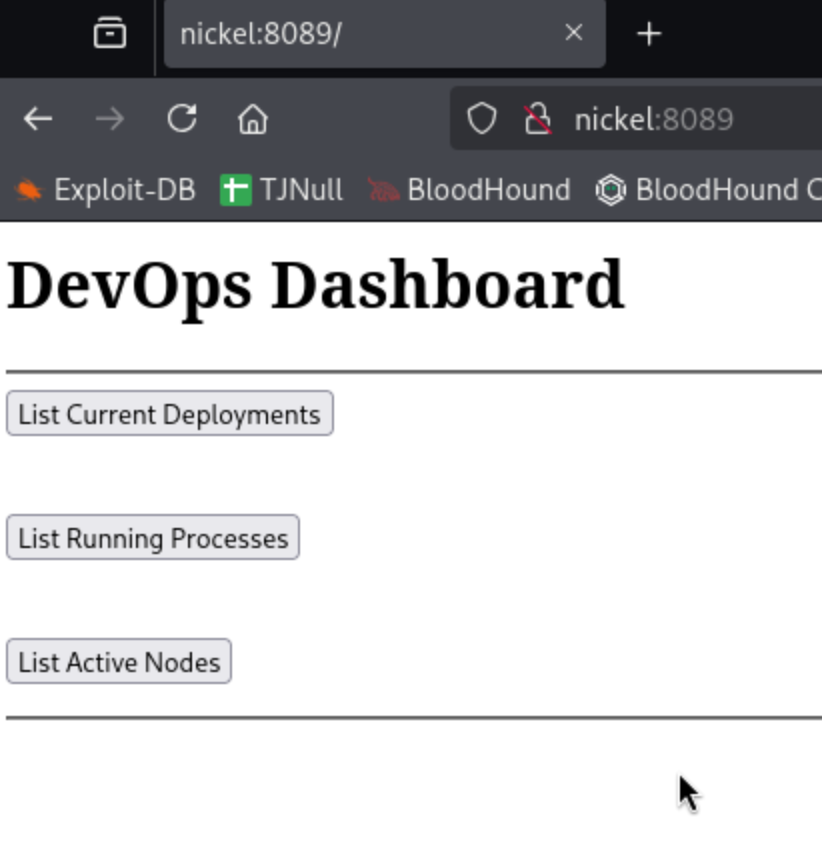 nickel:8089/
nickel:8089
Exploit-DB TJNull BloodHound BloodHound C
DevOps Dashboard
List Current Deployments
List Running Processes
List Active Nodes